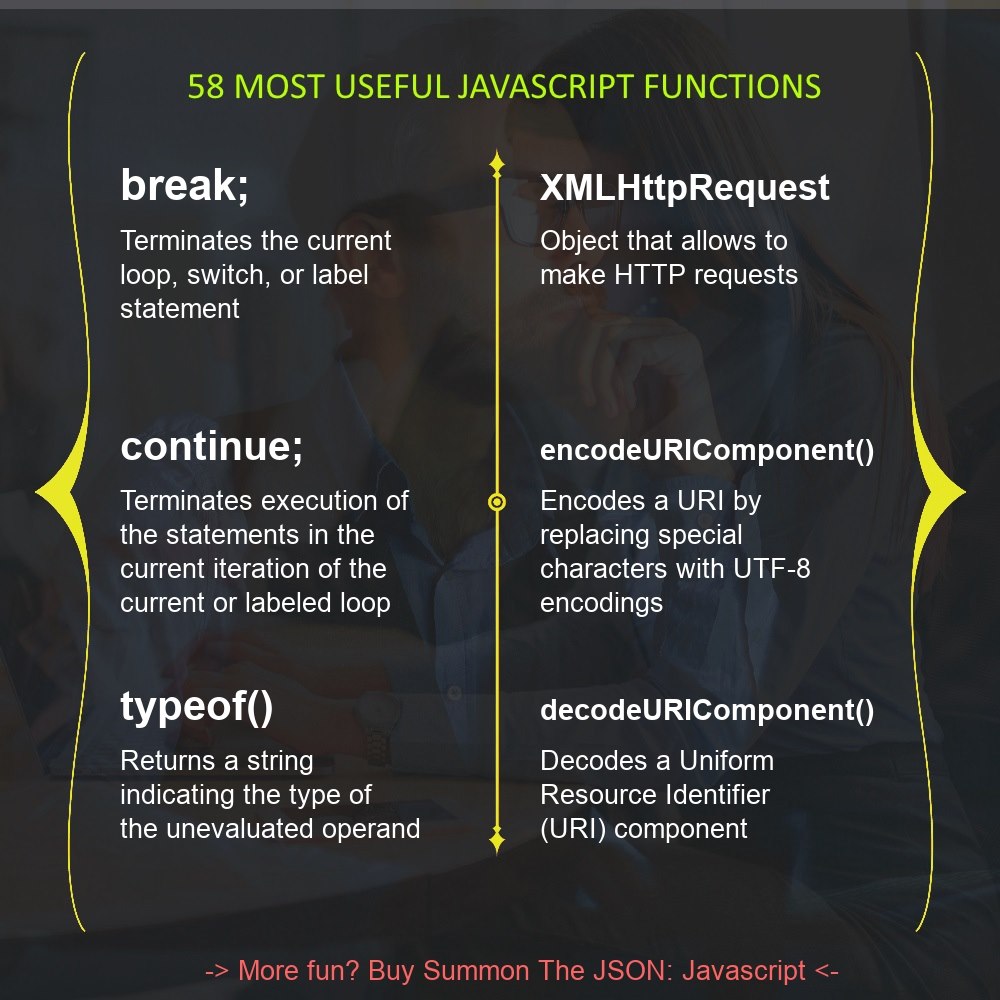 58 MOST USEFUL JAVASCRIPT FUNCTIONS
break;
Terminates the current
loop, switch, or label
statement
continue;
Terminates execution of
the statements in the
current iteration of the
current or labeled loop
typeof()
Returns a string
indicating the type of
the unevaluated operand
XMLHttpRequest
Object that allows to
make HTTP requests
encodeURIComponent()
Encodes a URI by
replacing special
characters with UTF-8
encodings
decodeURIComponent()
Decodes a Uniform
Resource Identifier
(URI) component
-> More fun? Buy Summon The JSON: Javascript <-